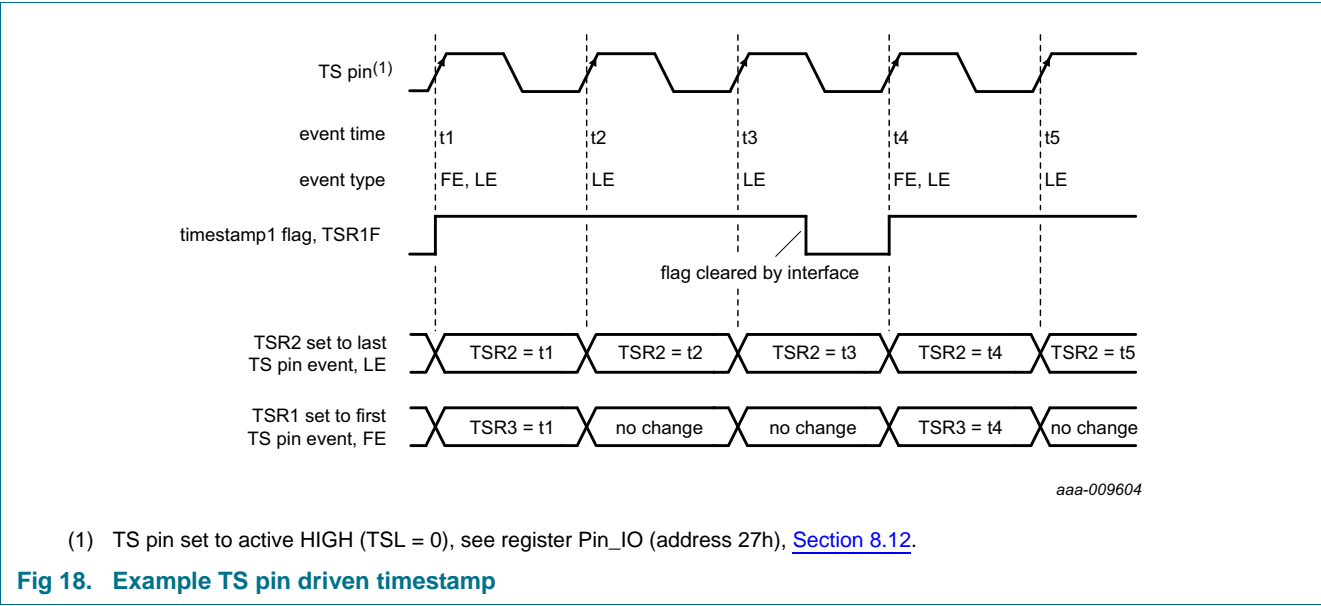 TS pin(1)
event time
t1
t2
t3
t4
t5
event type
FE, LE
LE
LE
FE, LE
LE
timestamp1 flag, TSR1F
flag cleared by interface
TSR2 set to last
TS pin event, LE
TSR2 = t1
TSR2 = t2
TSR2 = t3
TSR2 = t4
TSR2 = t5
TSR1 set to first
TS pin event, FE
TSR3 = t1
no change
no change
TSR3 = t4
no change
aaa-009604
(1) TS pin set to active HIGH (TSL = 0), see register Pin_IO (address 27h), Section 8.12.
Fig 18. Example TS pin driven timestamp